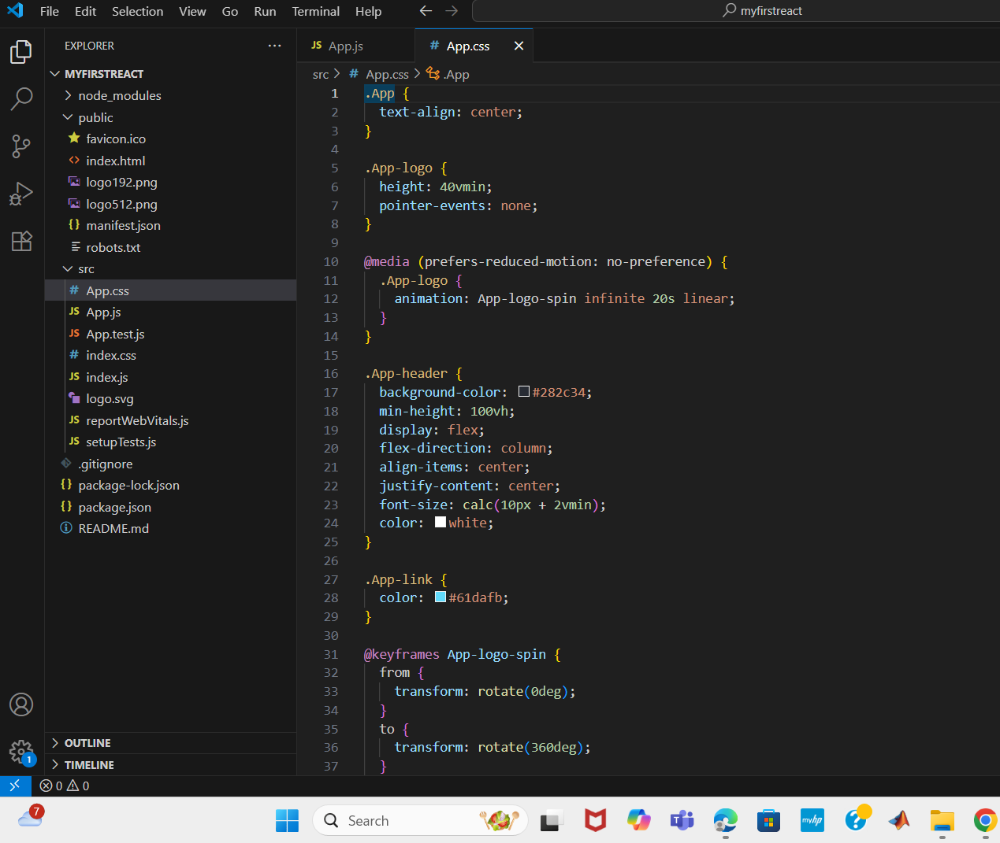 File Edit Selection View Go Run Terminal Help
myfirstreact
EXPLORER
MYFIRSTREACT
node_modules
public
favicon.ico
index.html
logo192.png
logo512.png
manifest.json
robots.txt
src
App.css
App.js
App.test.js
index.css
index.js
logo.svg
reportWebVitals.js
setupTests.js
.gitignore
package-lock.json
package.json
README.md
OUTLINE
TIMELINE
JS App.js
# App.css
src > # App.css > .App
1 .App {
2 text-align: center;
3 }
4
5 .App-logo {
6 height: 40vmin;
7 pointer-events: none;
8 }
9
10 @media (prefers-reduced-motion: no-preference) {
11 .App-logo {
12 animation: App-logo-spin infinite 20s linear;
13 }
14 }
15
16 .App-header {
17 background-color: #282c34;
18 min-height: 100vh;
19 display: flex;
20 flex-direction: column;
21 align-items: center;
22 justify-content: center;
23 font-size: calc(10px + 2vmin);
24 color: white;
25 }
26
27 .App-link {
28 color: #61dafb;
29 }
30
31 @keyframes App-logo-spin {
32 from {
33 transform: rotate(0deg);
34 }
35 to {
36 transform: rotate(360deg);
37 }
1
0 0
7
Search
myhp